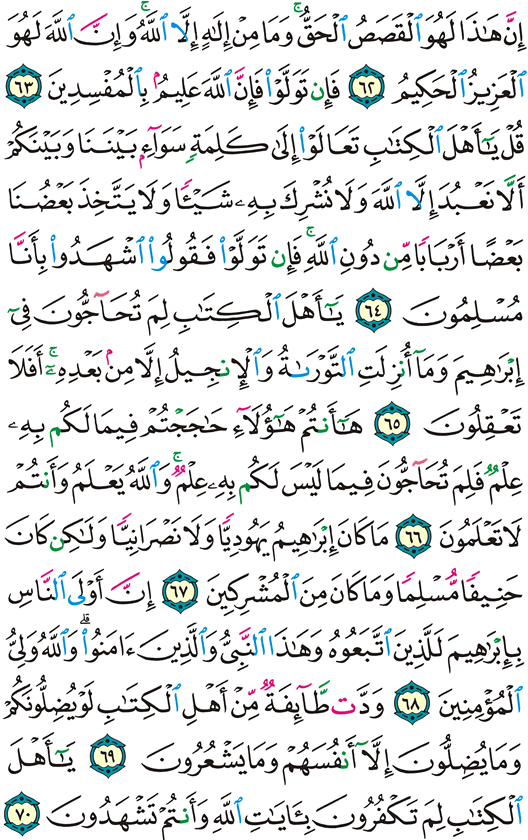 إِنَّ هَٰذَا لَهُوَ ٱلْقَصَصُ ٱلْحَقُّ ۚ وَمَا مِنْ إِلَٰهٍ إِلَّا ٱللَّهُ ۚ وَإِنَّ ٱللَّهَ لَهُوَ
ٱلْعَزِيزُ ٱلْحَكِيمُ ٦٢ فَإِن تَوَلَّوْا۟ فَإِنَّ ٱللَّهَ عَلِيمٌۢ بِٱلْمُفْسِدِينَ ٦٣
قُلْ يَٰٓأَهْلَ ٱلْكِتَٰبِ تَعَالَوْا۟ إِلَىٰ كَلِمَةٍ سَوَآءٍۭ بَيْنَنَا وَبَيْنَكُمْ
أَلَّا نَعْبُدَ إِلَّا ٱللَّهَ وَلَا نُشْرِكَ بِهِۦ شَيْـًٔا وَلَا يَتَّخِذَ بَعْضُنَا
بَعْضًا أَرْبَابًا مِّن دُونِ ٱللَّهِ ۚ فَإِن تَوَلَّوْا۟ فَقُولُوا۟ ٱشْهَدُوا۟ بِأَنَّا
مُسْلِمُونَ ٦٤ يَٰٓأَهْلَ ٱلْكِتَٰبِ لِمَ تُحَآجُّونَ فِىٓ
إِبْرَٰهِيمَ وَمَآ أُنزِلَتِ ٱلتَّوْرَىٰةُ وَٱلْإِنجِيلُ إِلَّا مِنۢ بَعْدِهِۦٓ ۚ أَفَلَا
تَعْقِلُونَ ٦٥ هَٰٓأَنتُمْ هَٰٓؤُلَآءِ حَٰجَجْتُمْ فِيمَا لَكُم بِهِۦ
عِلْمٌ فَلِمَ تُحَآجُّونَ فِيمَا لَيْسَ لَكُم بِهِۦ عِلْمٌ ۚ وَٱللَّهُ يَعْلَمُ وَأَنتُمْ
لَا تَعْلَمُونَ ٦٦ مَا كَانَ إِبْرَٰهِيمُ يَهُودِيًّا وَلَا نَصْرَانِيًّا وَلَٰكِن كَانَ
حَنِيفًا مُّسْلِمًا وَمَا كَانَ مِنَ ٱلْمُشْرِكِينَ ٦٧ إِنَّ أَوْلَى ٱلنَّاسِ
بِإِبْرَٰهِيمَ لَلَّذِينَ ٱتَّبَعُوهُ وَهَٰذَا ٱلنَّبِىُّ وَٱلَّذِينَ ءَامَنُوا۟ ۗ وَٱللَّهُ وَلِىُّ
ٱلْمُؤْمِنِينَ ٦٨ وَدَّت طَّآئِفَةٌ مِّنْ أَهْلِ ٱلْكِتَٰبِ لَوْ يُضِلُّونَكُمْ
وَمَا يُضِلُّونَ إِلَّآ أَنفُسَهُمْ وَمَا يَشْعُرُونَ ٦٩ يَٰٓأَهْلَ
ٱلْكِتَٰبِ لِمَ تَكْفُرُونَ بِـَٔايَٰتِ ٱللَّهِ وَأَنتُمْ تَشْهَدُونَ ٧٠